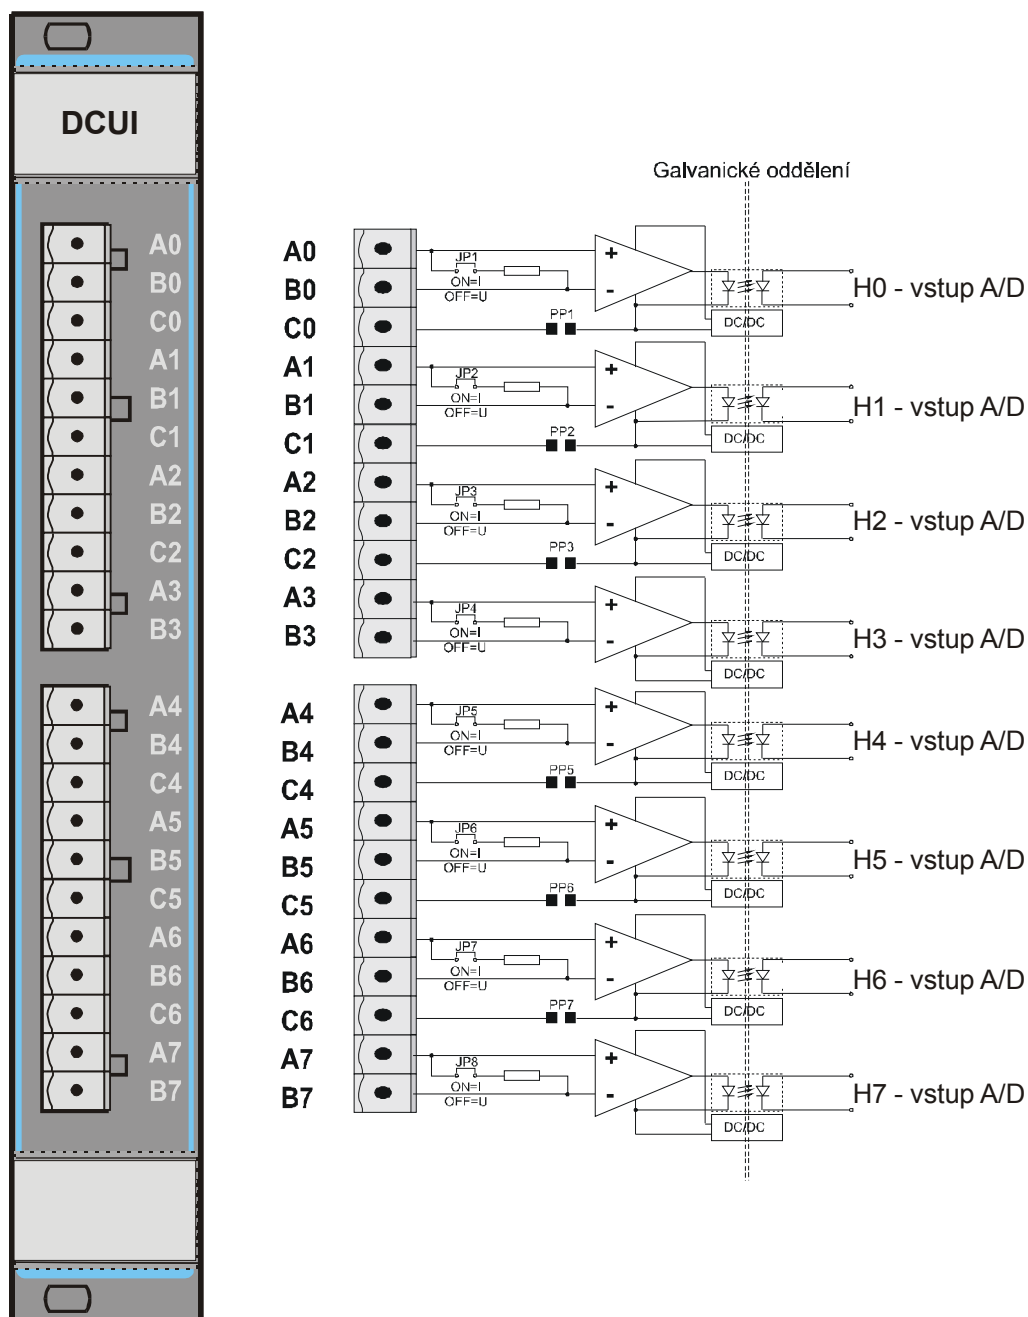 DCUI
A0
B0
C0
A1
B1
C1
A2
B2
C2
A3
B3
A4
B4
C4
A5
B5
C5
A6
B6
C6
A7
B7
Galvanické oddělení
A0
JP1
+
B0
ON=I
-
H0 - vstup A/D
OFF=U
C0
PP1
DC/DC
A1
JP2
+
B1
ON=I
-
H1 - vstup A/D
OFF=U
C1
PP2
DC/DC
A2
JP3
+
B2
ON=I
-
H2 - vstup A/D
OFF=U
C2
PP3
DC/DC
A3
JP4
+
B3
ON=I
-
H3 - vstup A/D
OFF=U
DC/DC
A4
JP5
+
B4
ON=I
-
H4 - vstup A/D
OFF=U
C4
PP5
DC/DC
A5
JP6
+
B5
ON=I
-
H5 - vstup A/D
OFF=U
C5
PP6
DC/DC
A6
JP7
+
B6
ON=I
-
H6 - vstup A/D
OFF=U
C6
PP7
DC/DC
A7
JP8
+
B7
ON=I
-
H7 - vstup A/D
OFF=U
DC/DC